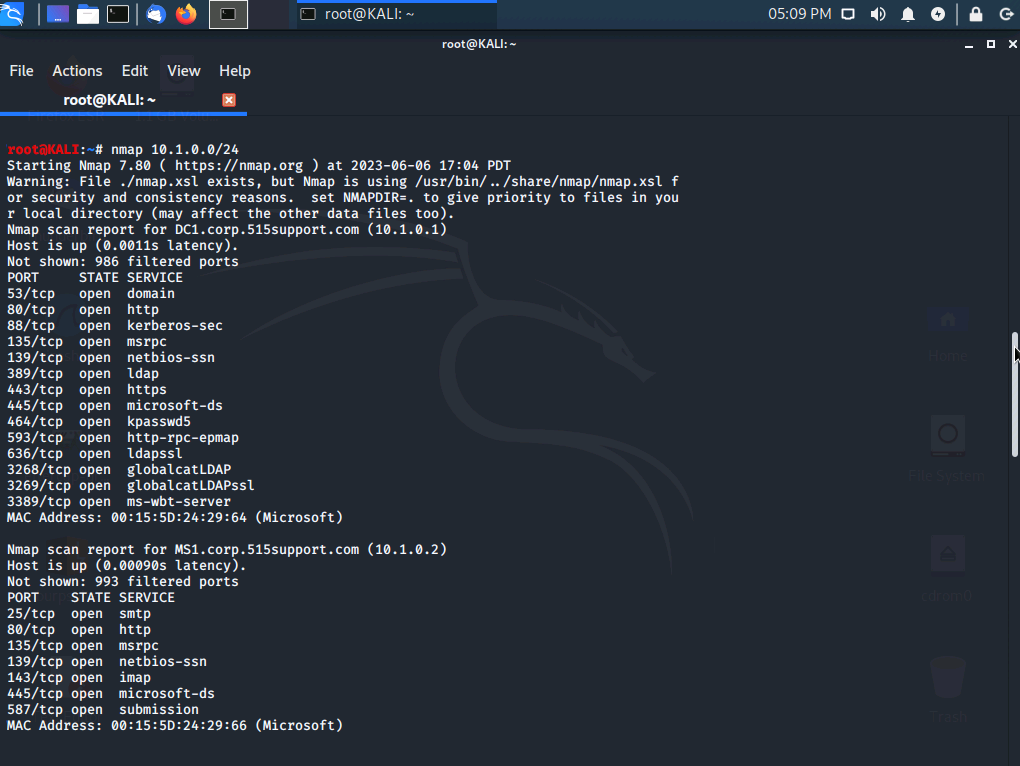 root@KALI: ~
05:09 PM
root@KALI: ~
File Actions Edit View Help
root@KALI: ~
root@KALI:~# nmap 10.1.0.0/24
Starting Nmap 7.80 ( https://nmap.org ) at 2023-06-06 17:04 PDT
Warning: File ./nmap.xsl exists, but Nmap is using /usr/bin/../share/nmap/nmap.xsl f
or security and consistency reasons.  set NMAPDIR=. to give priority to files in you
r local directory (may affect the other data files too).
Nmap scan report for DC1.corp.515support.com (10.1.0.1)
Host is up (0.0011s latency).
Not shown: 986 filtered ports
PORT     STATE SERVICE
53/tcp   open  domain
80/tcp   open  http
88/tcp   open  kerberos-sec
135/tcp  open  msrpc
139/tcp  open  netbios-ssn
389/tcp  open  ldap
443/tcp  open  https
445/tcp  open  microsoft-ds
464/tcp  open  kpasswd5
593/tcp  open  http-rpc-epmap
636/tcp  open  ldapssl
3268/tcp open  globalcatLDAP
3269/tcp open  globalcatLDAPssl
3389/tcp open  ms-wbt-server
MAC Address: 00:15:5D:24:29:64 (Microsoft)
Nmap scan report for MS1.corp.515support.com (10.1.0.2)
Host is up (0.00090s latency).
Not shown: 993 filtered ports
PORT    STATE SERVICE
25/tcp  open  smtp
80/tcp  open  http
135/tcp open  msrpc
139/tcp open  netbios-ssn
143/tcp open  imap
445/tcp open  microsoft-ds
587/tcp open  submission
MAC Address: 00:15:5D:24:29:66 (Microsoft)
Home
File System
cdrom0
Trash